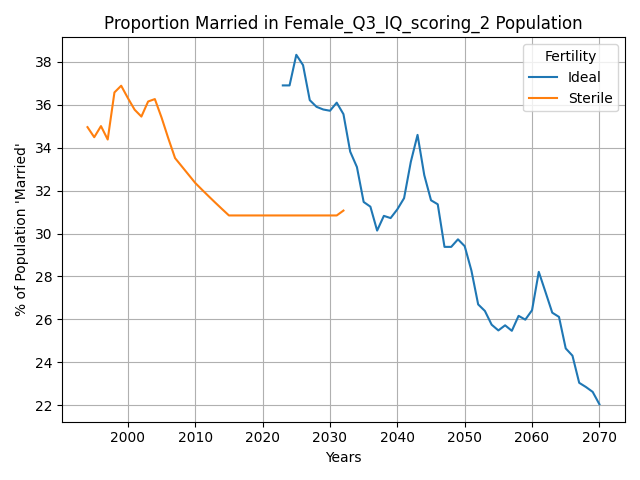 Proportion Married in Female_Q3_IQ_scoring_2 Population
% of Population 'Married'
38
36
34
32
30
28
26
24
22
Fertility
Ideal
Sterile
2000 2010 2020 2030 2040 2050 2060 2070
Years